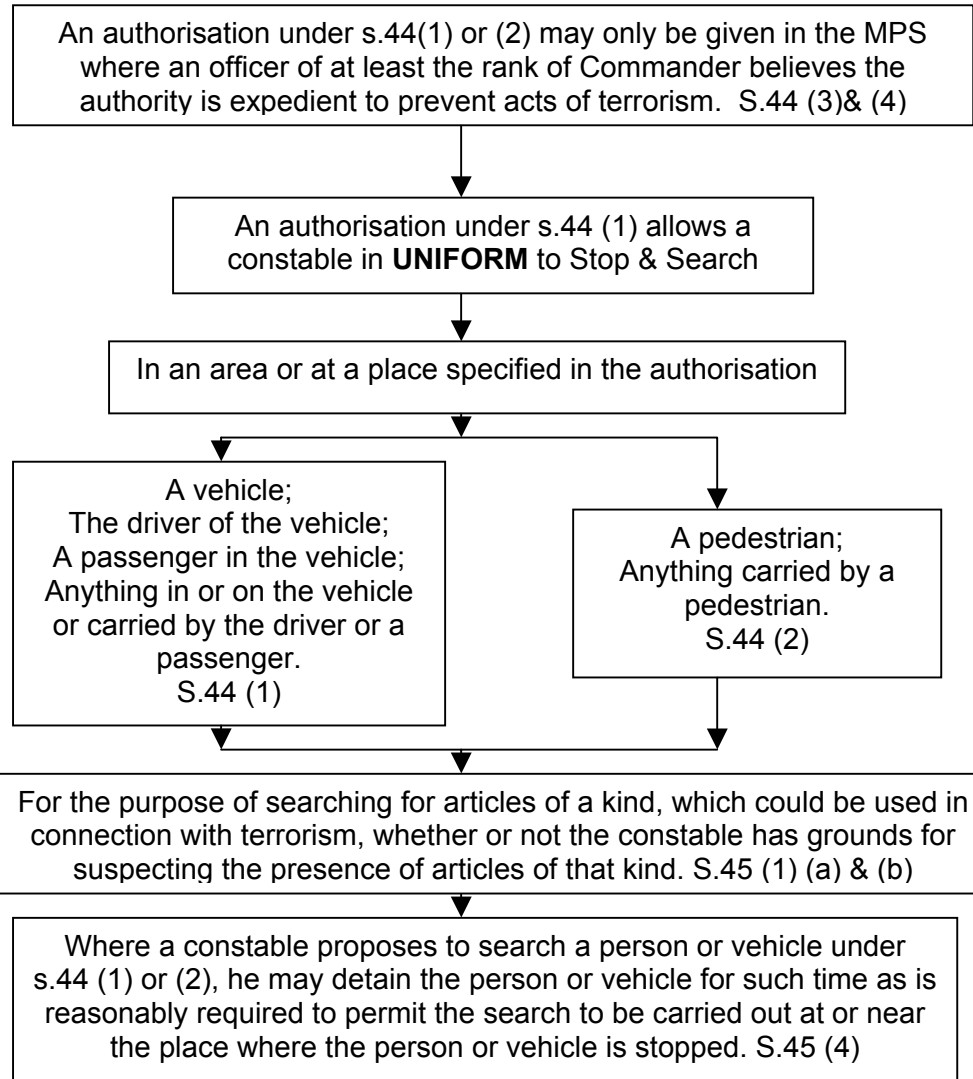 An authorisation under s.44(1) or (2) may only be given in the MPS
where an officer of at least the rank of Commander believes the
authority is expedient to prevent acts of terrorism. S.44 (3)& (4)
An authorisation under s.44 (1) allows a
constable in UNIFORM to Stop & Search
In an area or at a place specified in the authorisation
A vehicle;
The driver of the vehicle;
A passenger in the vehicle;
Anything in or on the vehicle
or carried by the driver or a
passenger.
S.44 (1)
A pedestrian;
Anything carried by a
pedestrian.
S.44 (2)
For the purpose of searching for articles of a kind, which could be used in
connection with terrorism, whether or not the constable has grounds for
suspecting the presence of articles of that kind. S.45 (1) (a) & (b)
Where a constable proposes to search a person or vehicle under
s.44 (1) or (2), he may detain the person or vehicle for such time as is
reasonably required to permit the search to be carried out at or near
the place where the person or vehicle is stopped. S.45 (4)